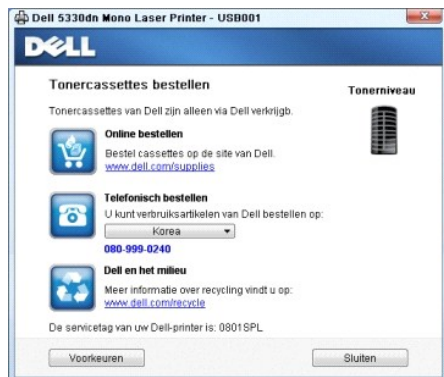 Dell 5330dn Mono Laser Printer - USB001
DELL
Tonercassettes bestellen
Tonerniveau
Tonercassettes van Dell zijn alleen via Dell verkrijgb.
Online bestellen
Bestel cassettes op de site van Dell.
www.dell.com/supplies
Telefonisch bestellen
U kunt verbruiksartikelen van Dell bestellen op:
Korea
080-999-0240
Dell en het milieu
Meer informatie over recycling vindt u op:
www.dell.com/recycle
De servicetag van uw Dell-printer is: 0801SPL
Voorkeuren
Sluiten